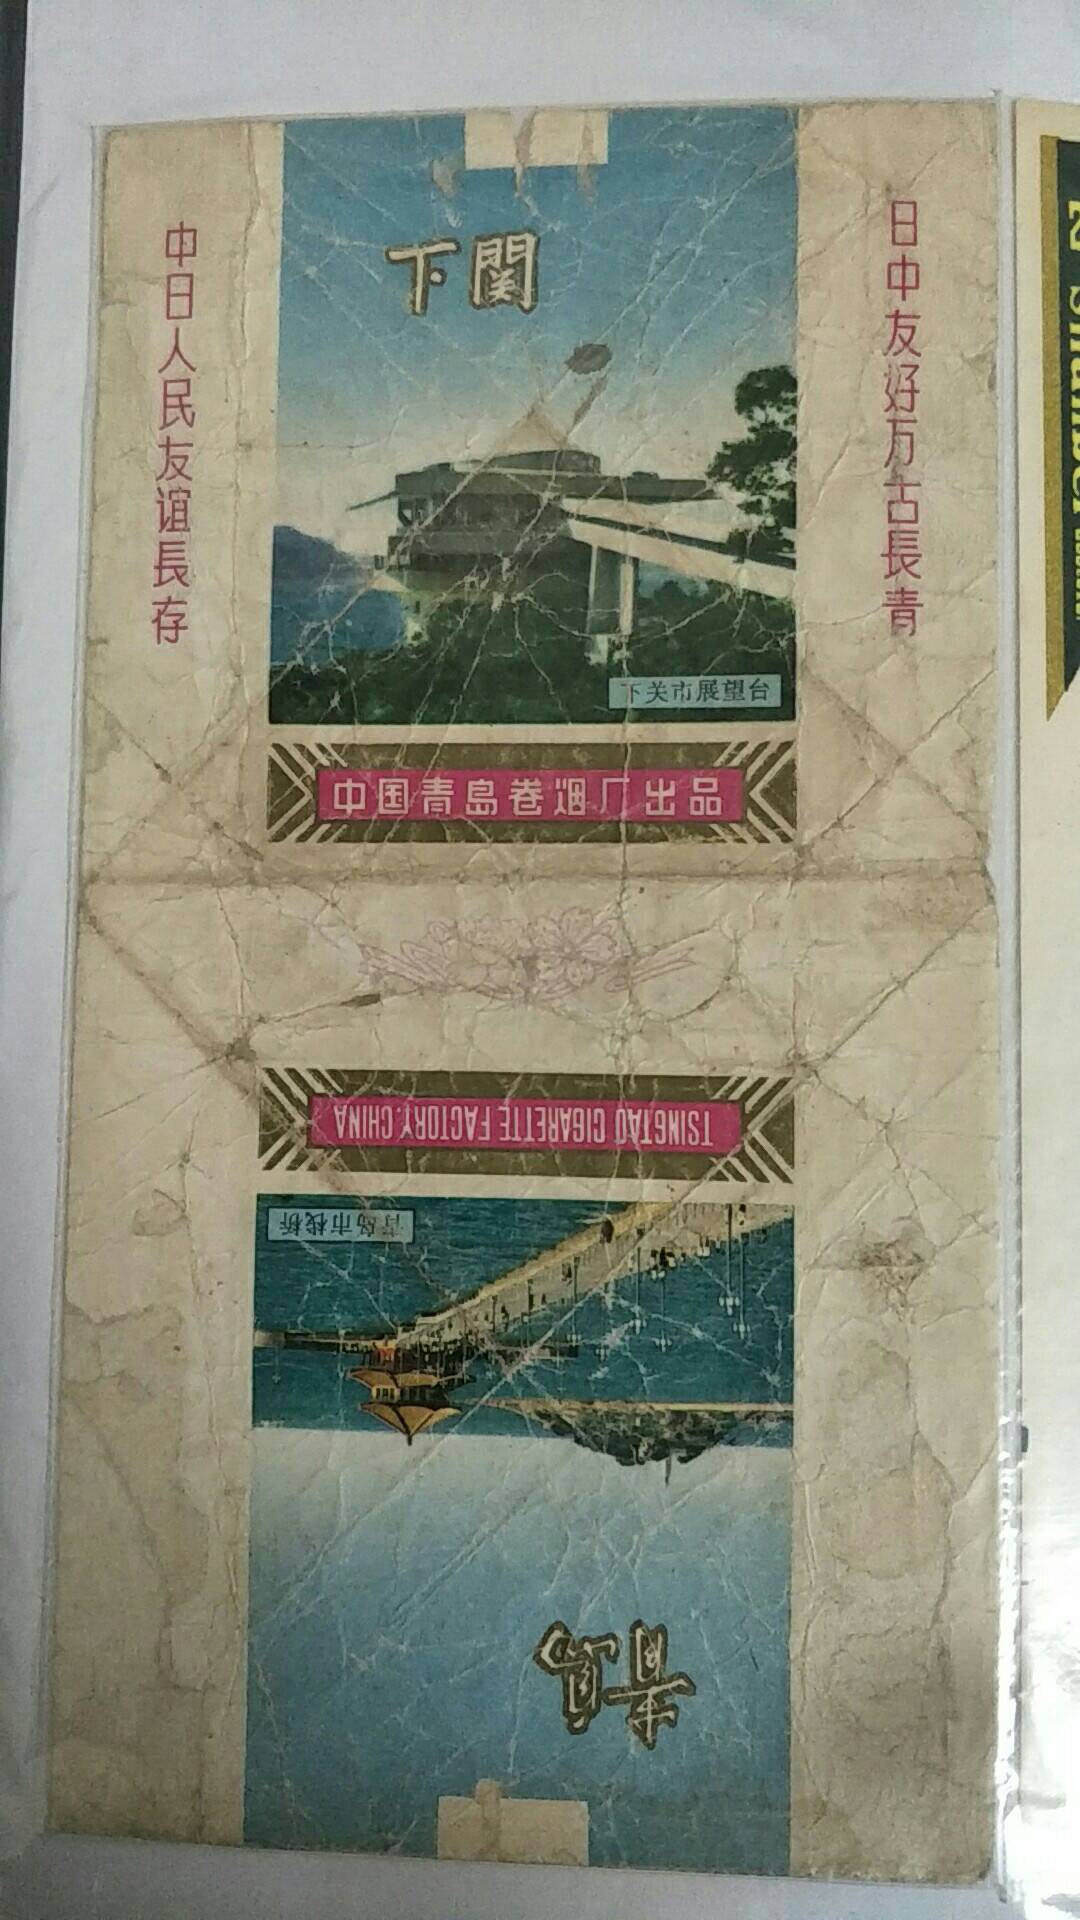 下関
中日人民友谊長存
日中友好万古長青
下关市展望台
中国青島卷烟厂出品
TSINGTAO CIGARETTE FACTORY.CHINA
青岛市栈桥
青島